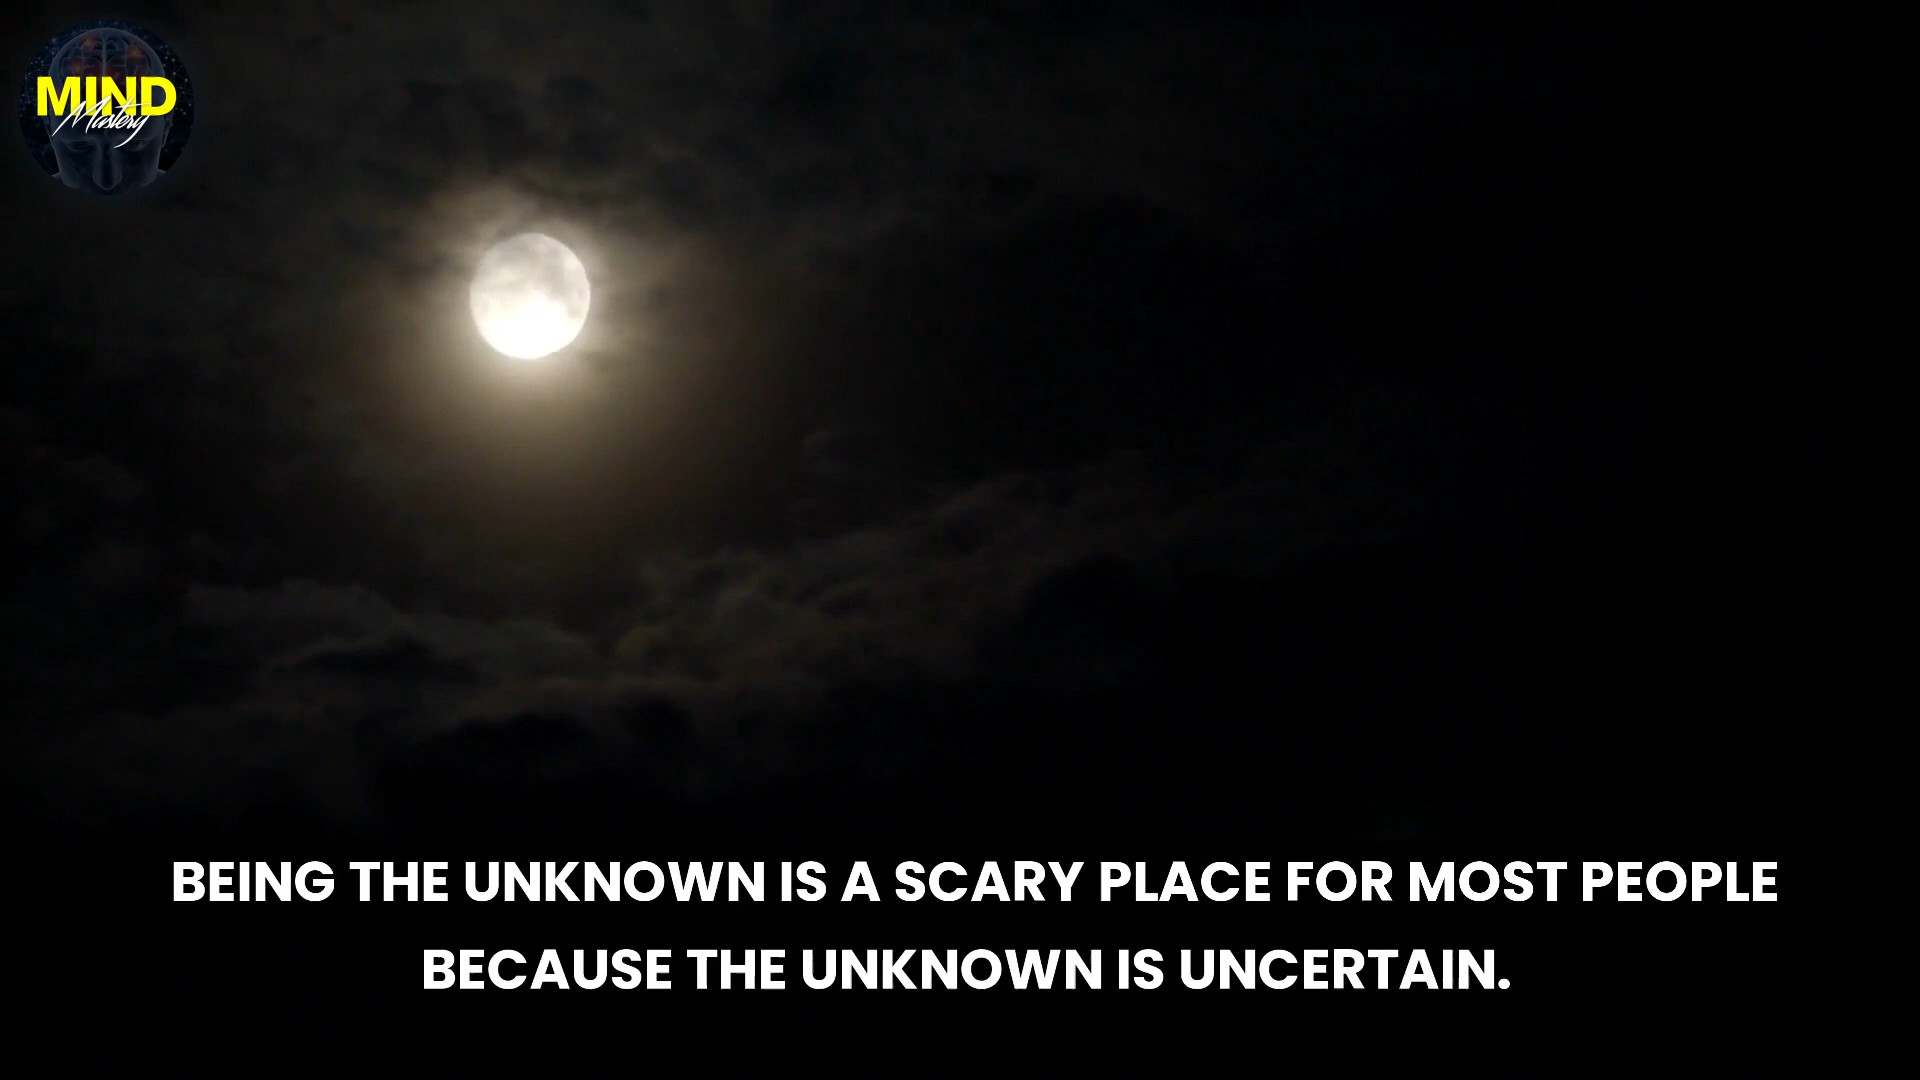 MIND
Mastery
BEING THE UNKNOWN IS A SCARY PLACE FOR MOST PEOPLE
BECAUSE THE UNKNOWN IS UNCERTAIN.